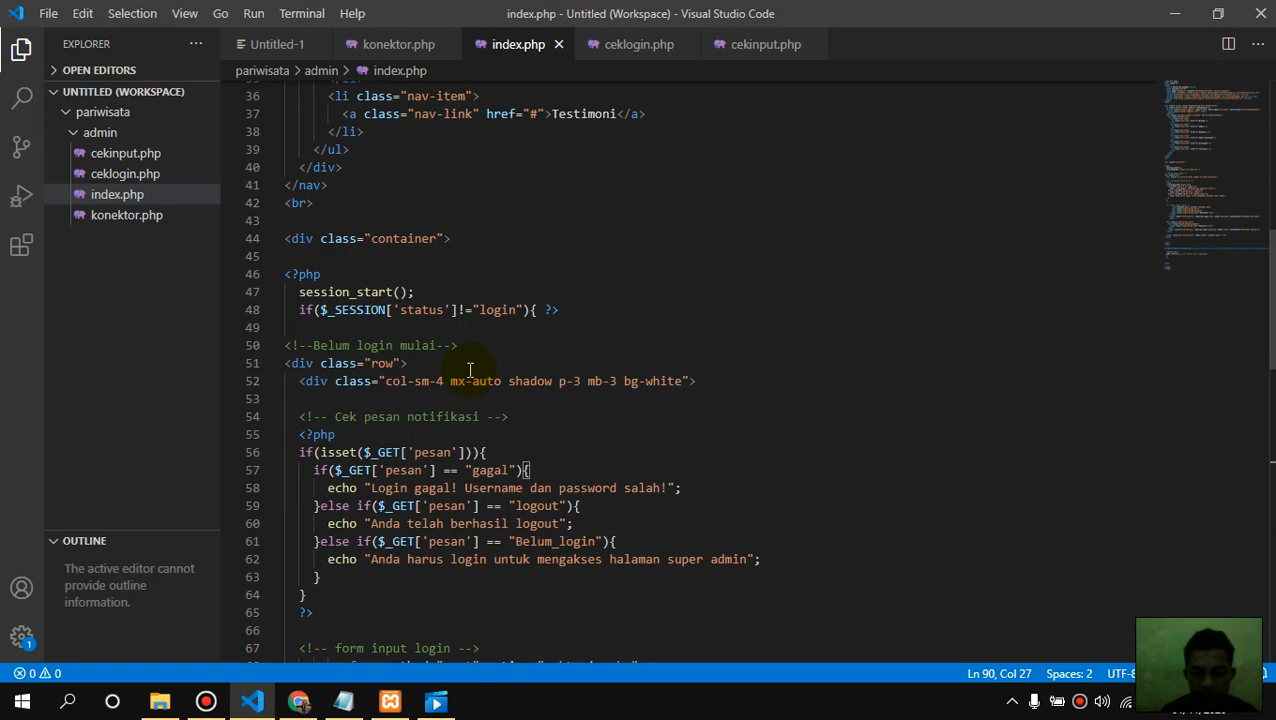 File Edit Selection View Go Run Terminal Help index.php - Untitled (Workspace) - Visual Studio Code
EXPLORER
Untitled-1 konektor.php index.php ceklogin.php cekinput.php
OPEN EDITORS
UNTITLED (WORKSPACE)
pariwisata
admin
cekinput.php
ceklogin.php
index.php
konektor.php
OUTLINE
The active editor cannot
provide outline
information.
pariwisata > admin > index.php
36 <li class="nav-item">
37 <a class="nav-link" href="#">Testimoni</a>
38 </li>
39 </ul>
40 </div>
41 </nav>
42 <br>
43
44 <div class="container">
45
46 <?php
47 session_start();
48 if($_SESSION['status']!="login"){ ?>
49
50 <!--Belum login mulai-->
51 <div class="row">
52 <div class="col-sm-4 mx-auto shadow p-3 mb-3 bg-white">
53
54 <!-- Cek pesan notifikasi -->
55 <?php
56 if(isset($_GET['pesan'])){
57 if($_GET['pesan'] == "gagal"){
58 echo "Login gagal! Username dan password salah!";
59 }else if($_GET['pesan'] == "logout"){
60 echo "Anda telah berhasil logout";
61 }else if($_GET['pesan'] == "Belum_login"){
62 echo "Anda harus login untuk mengakses halaman super admin";
63 }
64 }
65 ?>
66
67 <!-- form input login -->
1
0 0 Ln 90, Col 27 Spaces: 2 UTF-8